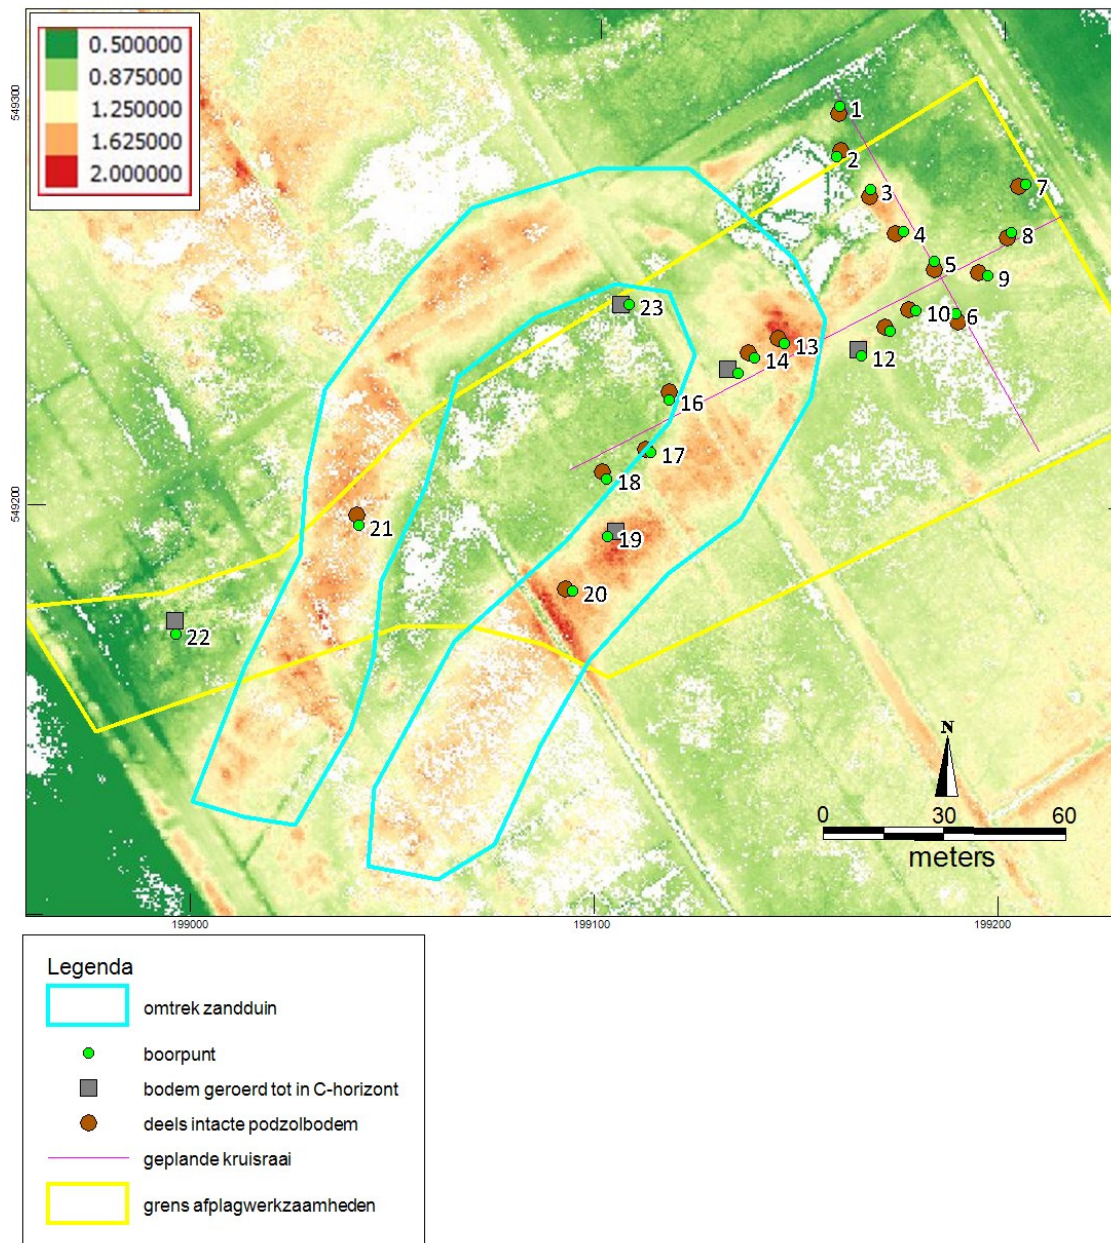 0.500000
0.875000
1.250000
1.625000
2.000000
549300
549200
1
2
3
4
5
6
7
8
9
10
12
13
14
16
17
18
19
20
21
22
23
N
0 30 60
meters
199000 199100 199200
Legenda
omtrek zandduin
boorpunt
bodem geroerd tot in C-horizont
deels intacte podzolbodem
geplande kruisraai
grens afplagwerkzaamheden